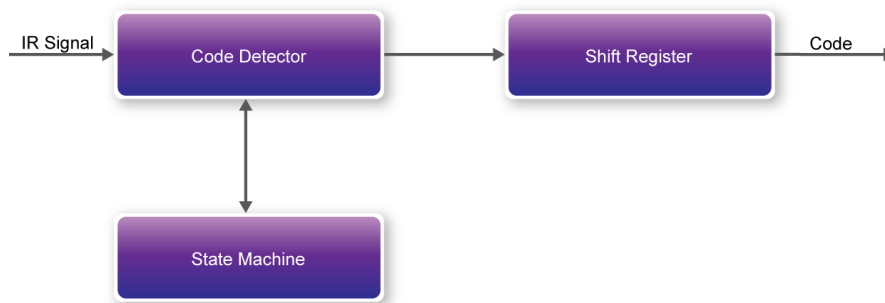 IR Signal
Code Detector
Shift Register
Code
State Machine